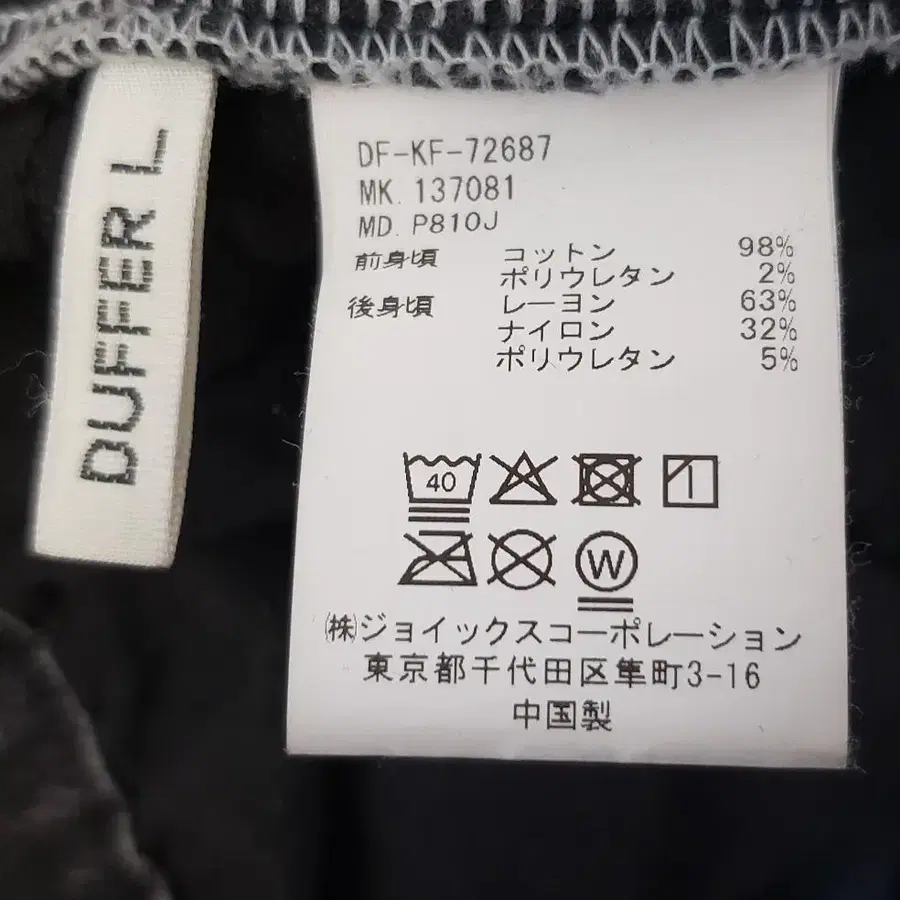 DUFFER L
DF-KF-72687
MK. 137081
MD. P810J
前身頃 コットン 98%
ポリウレタン 2%
後身頃 レーヨン 63%
ナイロン 32%
ポリウレタン 5%
40
W
㈱ジョイックスコーポレーション
東京都千代田区隼町3-16
中国製